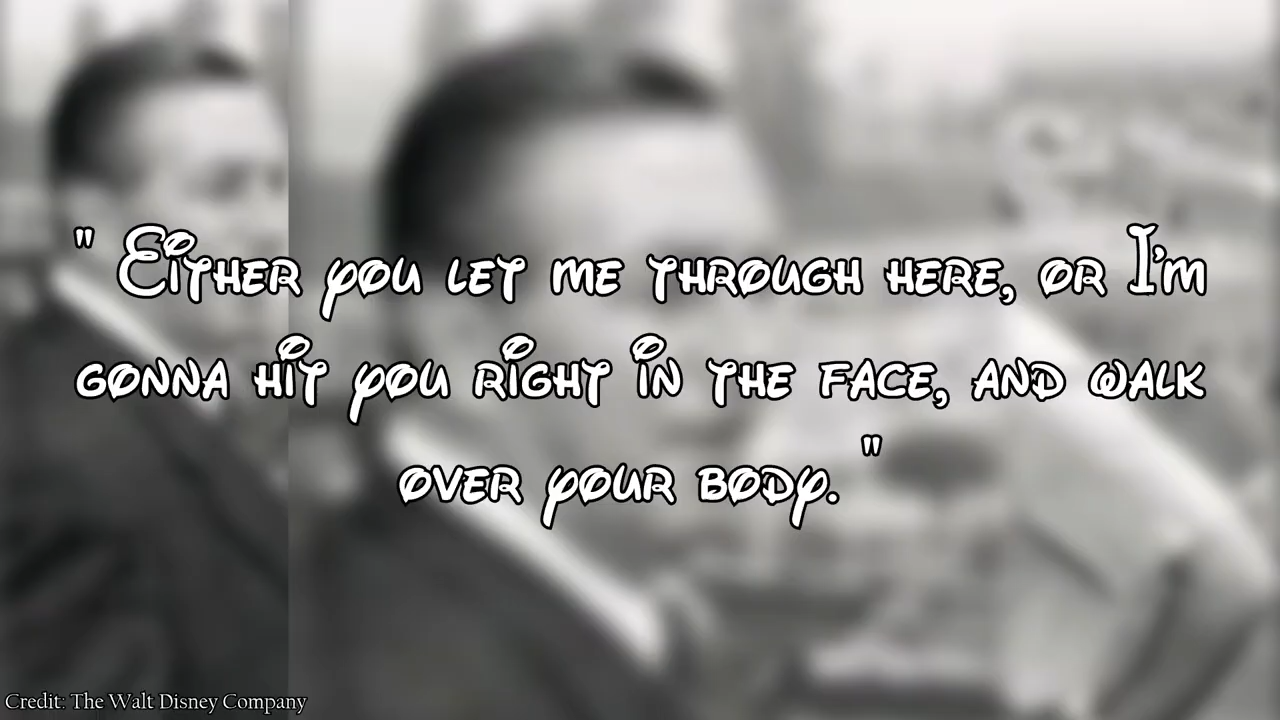 " Either you let me through here, or I'm
gonna hit you right in the face, and walk
over your body. "
Credit: The Walt Disney Company